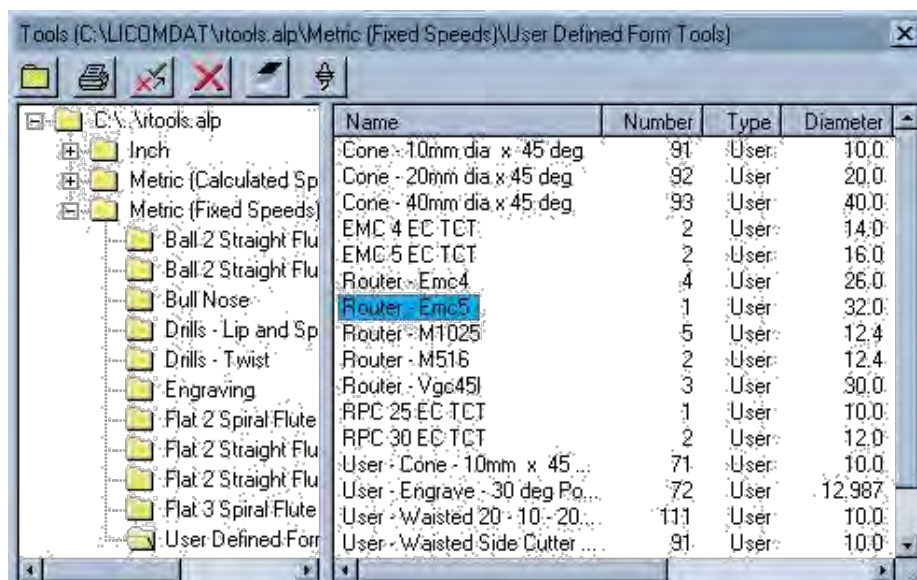 Tools (C:\LICOMDAT\rtools.alp\Metric (Fixed Speeds)\User Defined Form Tools)
C:\..\rtools.alp
Inch
Metric (Calculated Sp
Metric (Fixed Speeds)
Ball 2 Straight Flu
Ball 2 Straight Flu
Bull Nose
Drills - Lip and Sp
Drills - Twist
Engraving
Flat 2 Spiral Flute
Flat 2 Straight Flu
Flat 2 Straight Flu
Flat 3 Spiral Flute
User Defined Forr
Name Number Type Diameter
Cone - 10mm dia x 45 deg 91 User 10.0
Cone - 20mm dia x 45 deg 92 User 20.0
Cone - 40mm dia x 45 deg 93 User 40.0
EMC 4 EC TCT 2 User 14.0
EMC 5 EC TCT 2 User 16.0
Router - Emc4 4 User 26.0
Router - Emc5 1 User 32.0
Router - M1025 5 User 12.4
Router - M516 2 User 12.4
Router - Vgc45l 3 User 30.0
RPC 25 EC TCT 1 User 10.0
RPC 30 EC TCT 2 User 12.0
User - Cone - 10mm x 45 ... 71 User 10.0
User - Engrave - 30 deg Po... 72 User 12.987
User - Waisted 20 - 10 - 20... 111 User 10.0
User - Waisted Side Cutter ... 91 User 10.0